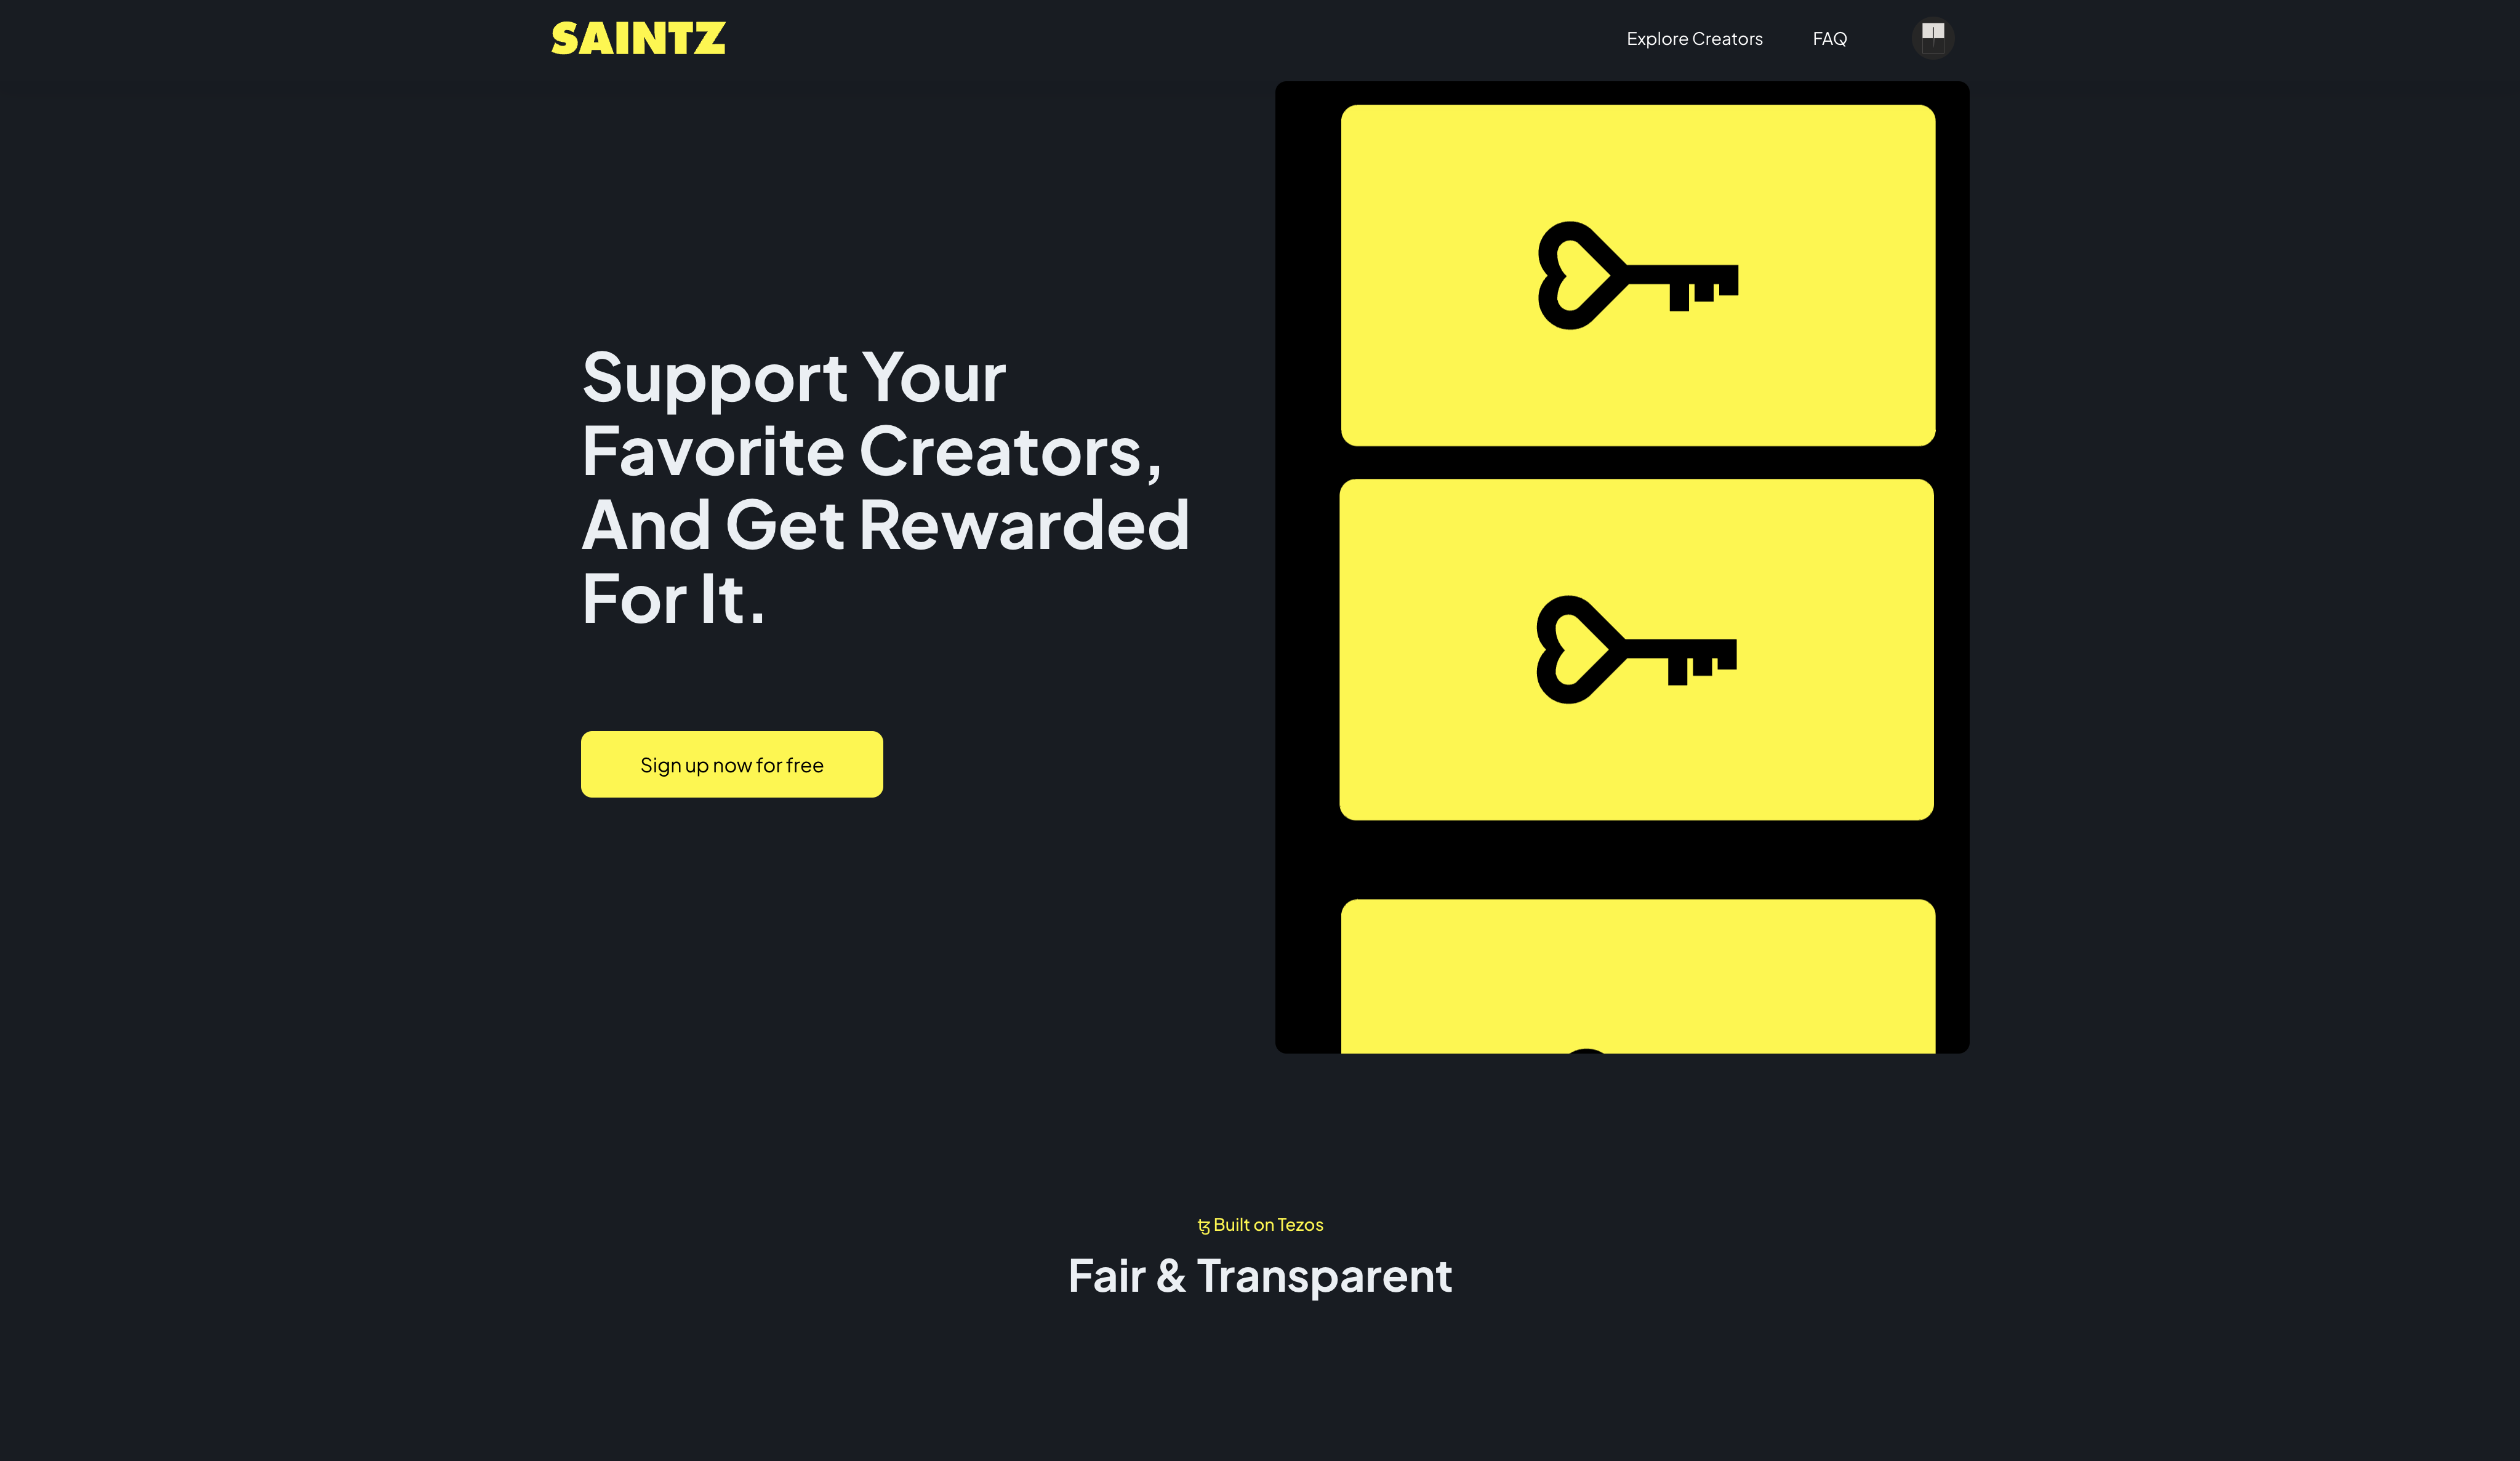 SAINTZ
Explore Creators
FAQ
Support Your
Favorite Creators,
And Get Rewarded
For It.
Sign up now for free
ꜩ Built on Tezos
Fair & Transparent